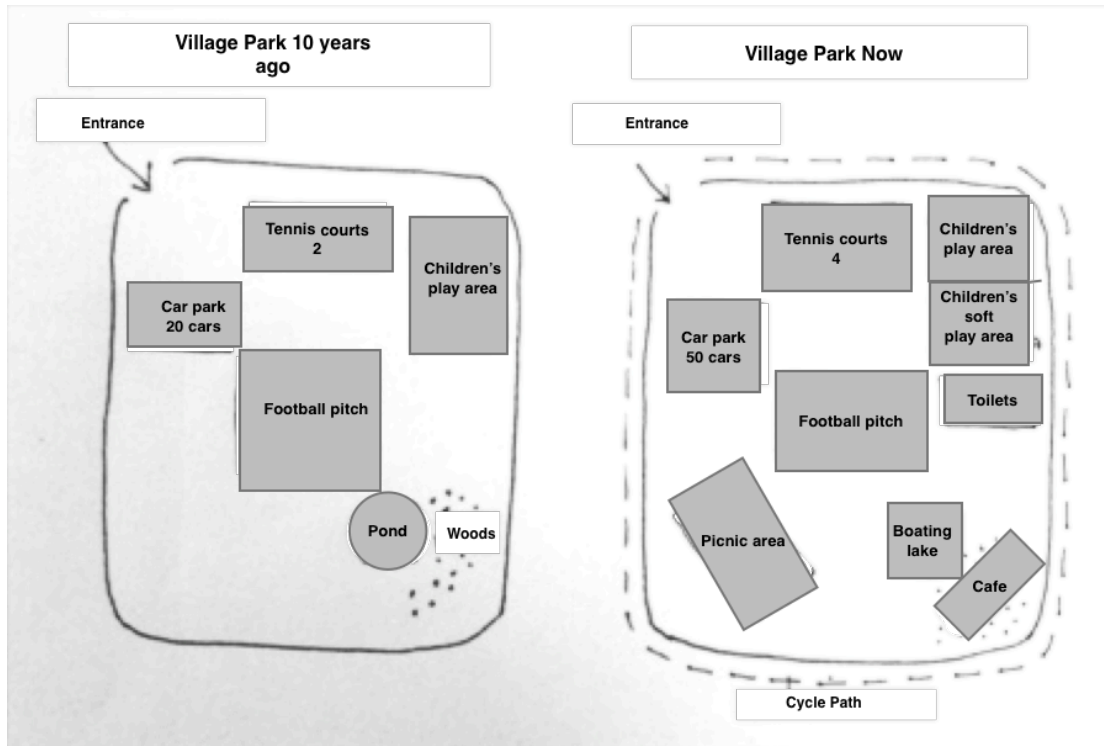 Village Park 10 years
ago
Entrance
Tennis courts
2
Children's
play area
Car park
20 cars
Football pitch
Pond
Woods
Village Park Now
Entrance
Tennis courts
4
Children's
play area
Children's
soft
play area
Car park
50 cars
Toilets
Football pitch
Picnic area
Boating
lake
Cafe
Cycle Path